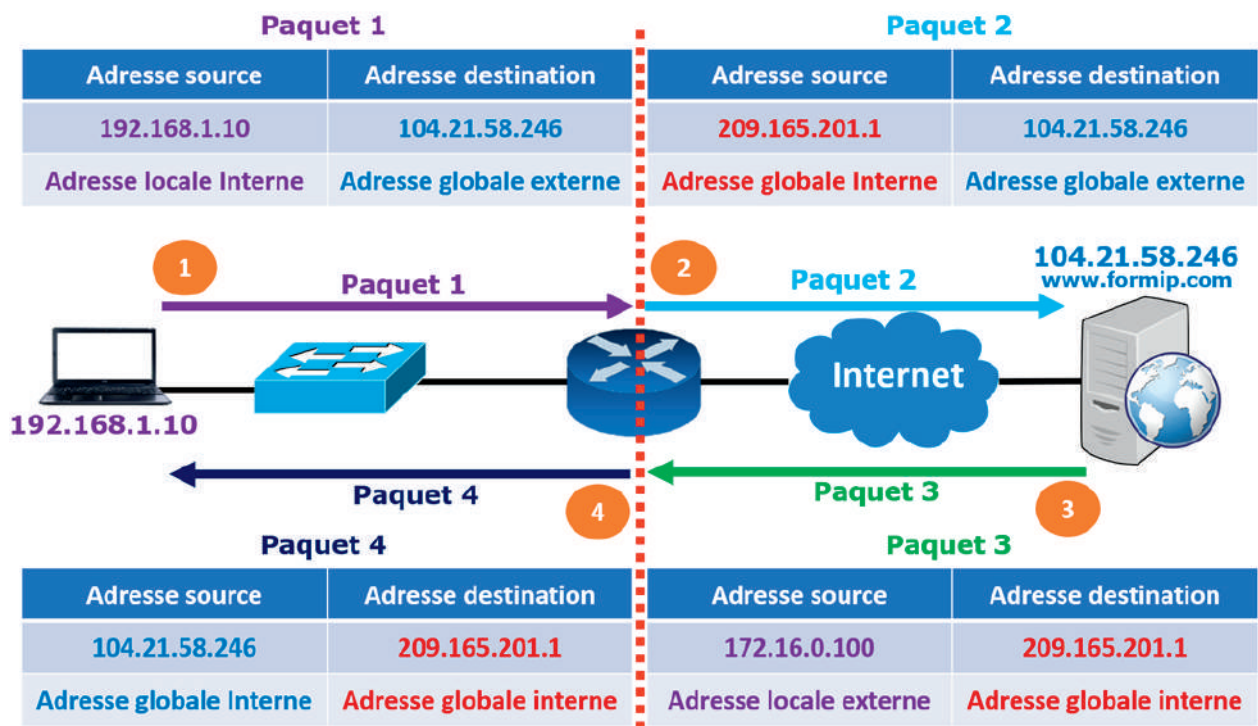 Paquet 1
Paquet 2
Adresse source Adresse destination
Adresse source Adresse destination
192.168.1.10 104.21.58.246
209.165.201.1 104.21.58.246
Adresse locale Interne Adresse globale externe
Adresse globale Interne Adresse globale externe
1
Paquet 1
2
Paquet 2
104.21.58.246
www.formip.com
Internet
192.168.1.10
Paquet 4
4
Paquet 3
3
Paquet 4
Paquet 3
Adresse source Adresse destination
Adresse source Adresse destination
104.21.58.246 209.165.201.1
172.16.0.100 209.165.201.1
Adresse globale Interne Adresse globale interne
Adresse locale externe Adresse globale interne